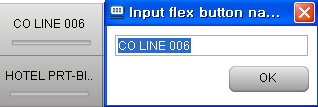 CO LINE 006
HOTEL PRT-BI..
Input flex button na...
CO LINE 006
OK